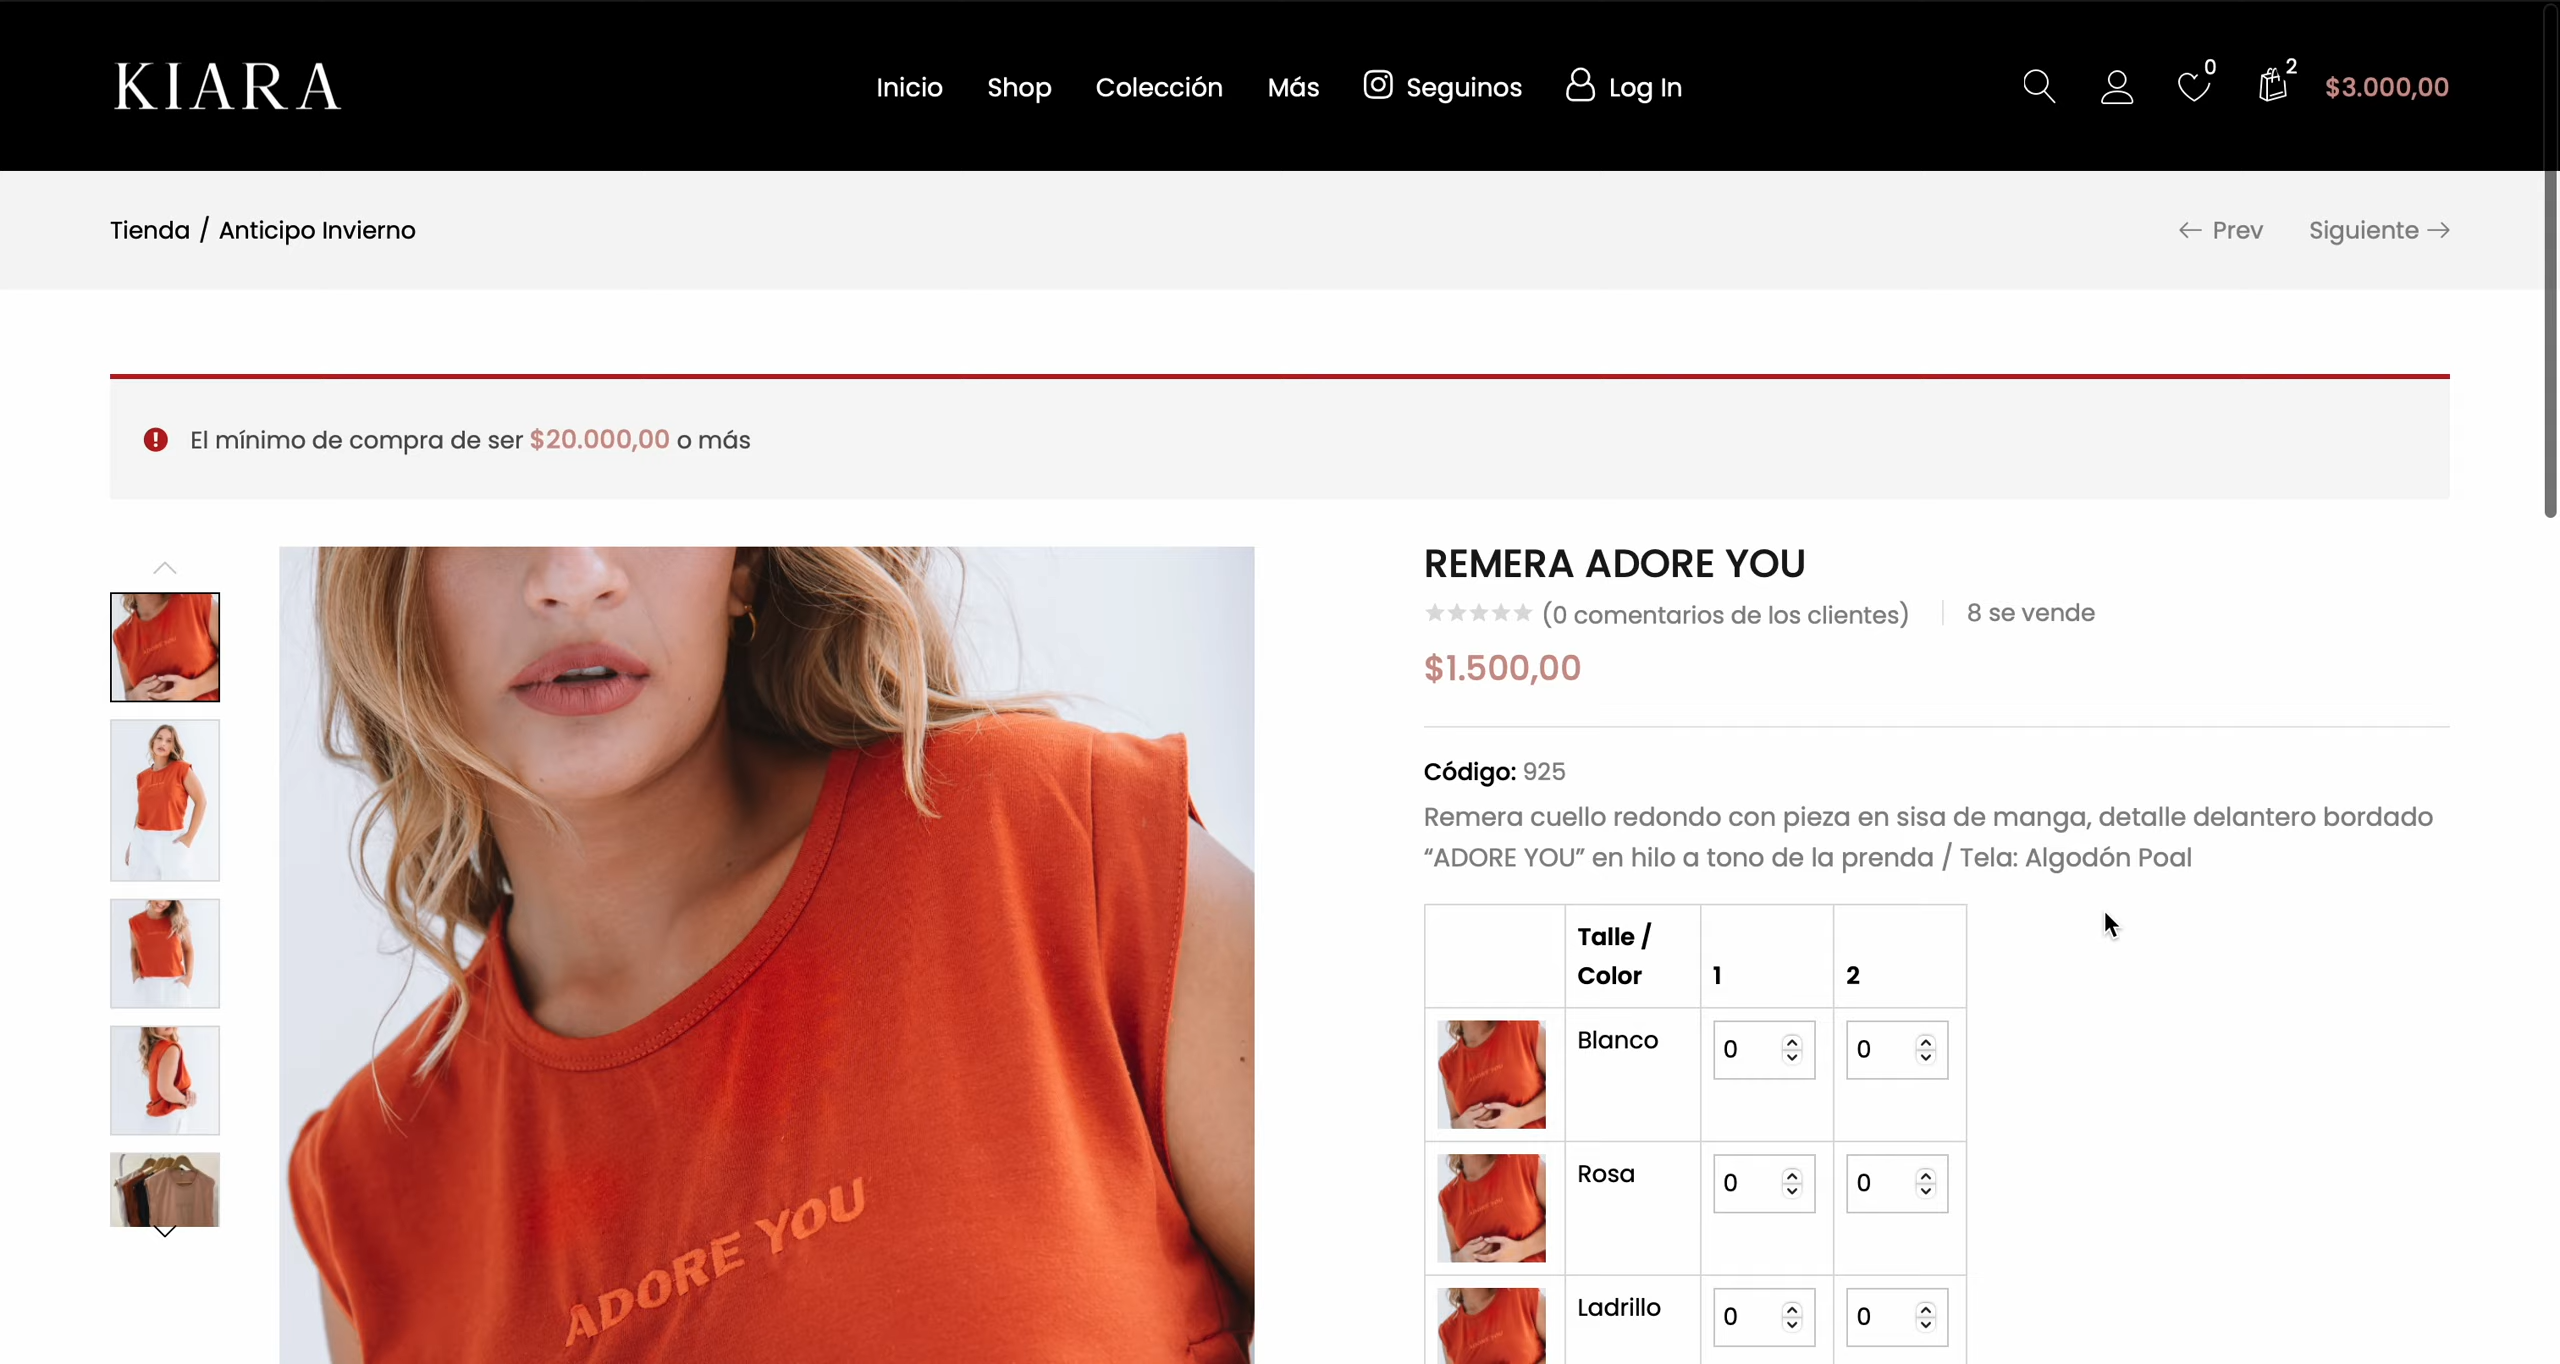 KIARA
Inicio Shop Colección Más Seguinos Log In
0 2 $3.000,00
Tienda / Anticipo Invierno
Prev Siguiente
El mínimo de compra de ser $20.000,00 o más
REMERA ADORE YOU
(0 comentarios de los clientes) 8 se vende
$1.500,00
Código: 925
Remera cuello redondo con pieza en sisa de manga, detalle delantero bordado
“ADORE YOU” en hilo a tono de la prenda / Tela: Algodón Poal
Talle /
Color 1 2
Blanco 0 0
Rosa 0 0
Ladrillo 0 0
ADORE YOU